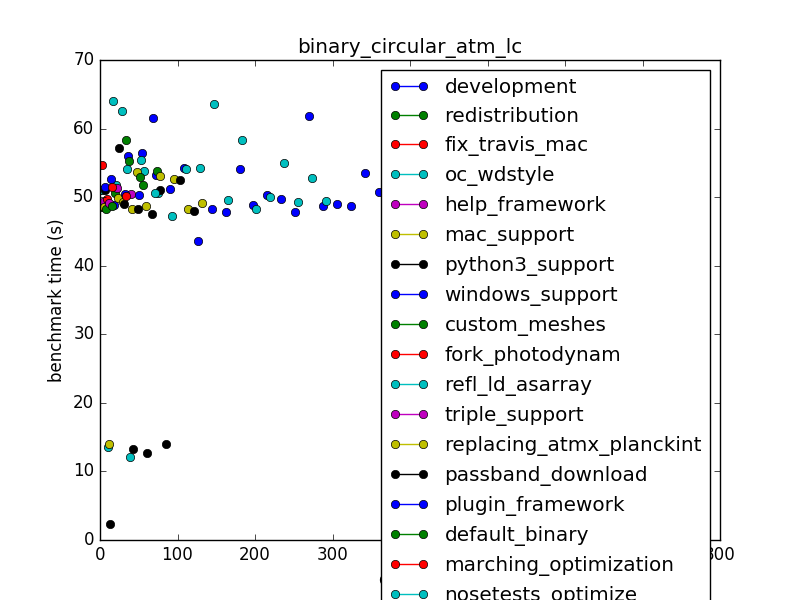 binary_circular_atm_lc
benchmark time (s)
70
60
50
40
30
20
10
0
0 100 200 300
development
redistribution
fix_travis_mac
oc_wdstyle
help_framework
mac_support
python3_support
windows_support
custom_meshes
fork_photodynam
refl_ld_asarray
triple_support
replacing_atmx_planckint
passband_download
plugin_framework
default_binary
marching_optimization
nosetests_optimize